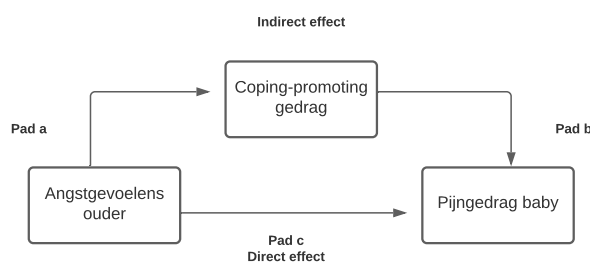 Indirect effect
Coping-promoting
gedrag
Pad a
Pad b
Angstgevoelens
ouder
Pijngedrag baby
Pad c
Direct effect